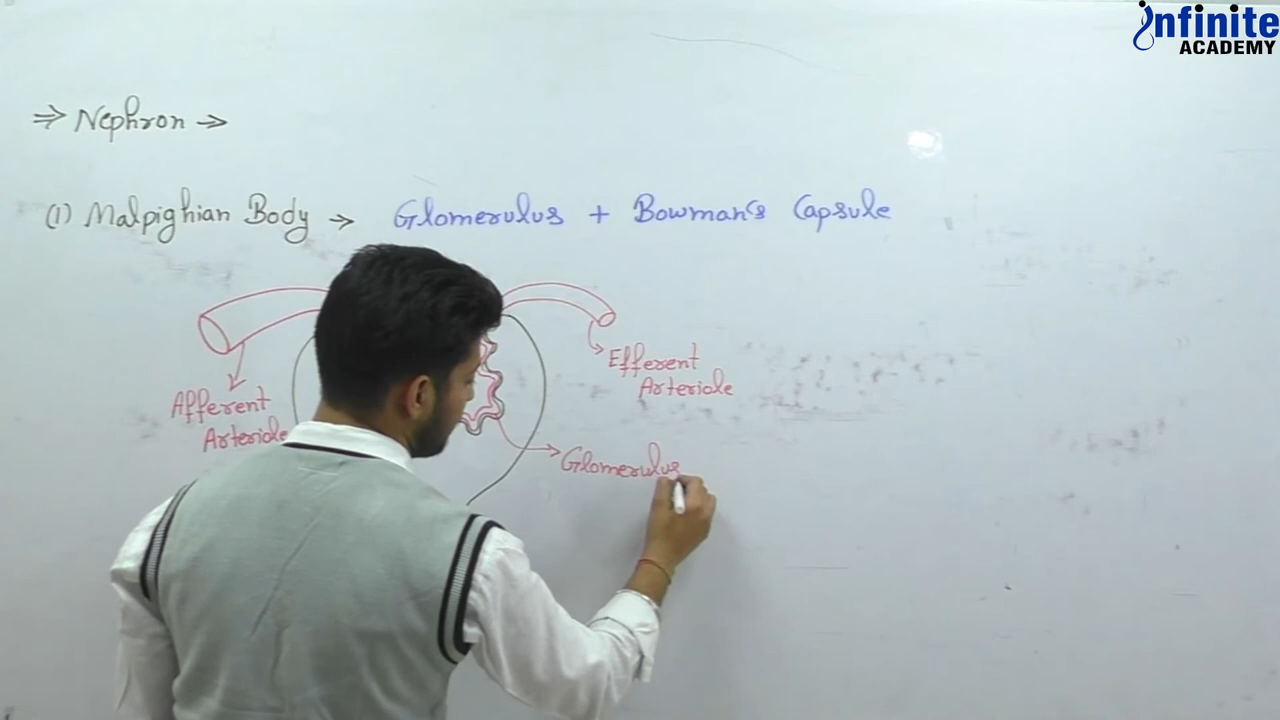 Infinite
ACADEMY
⇒ Nephron →
(1) Malpighian Body → Glomerulus + Bowman's Capsule
Efferent
Arteriole
Afferent
Arteriole
Glomerulus